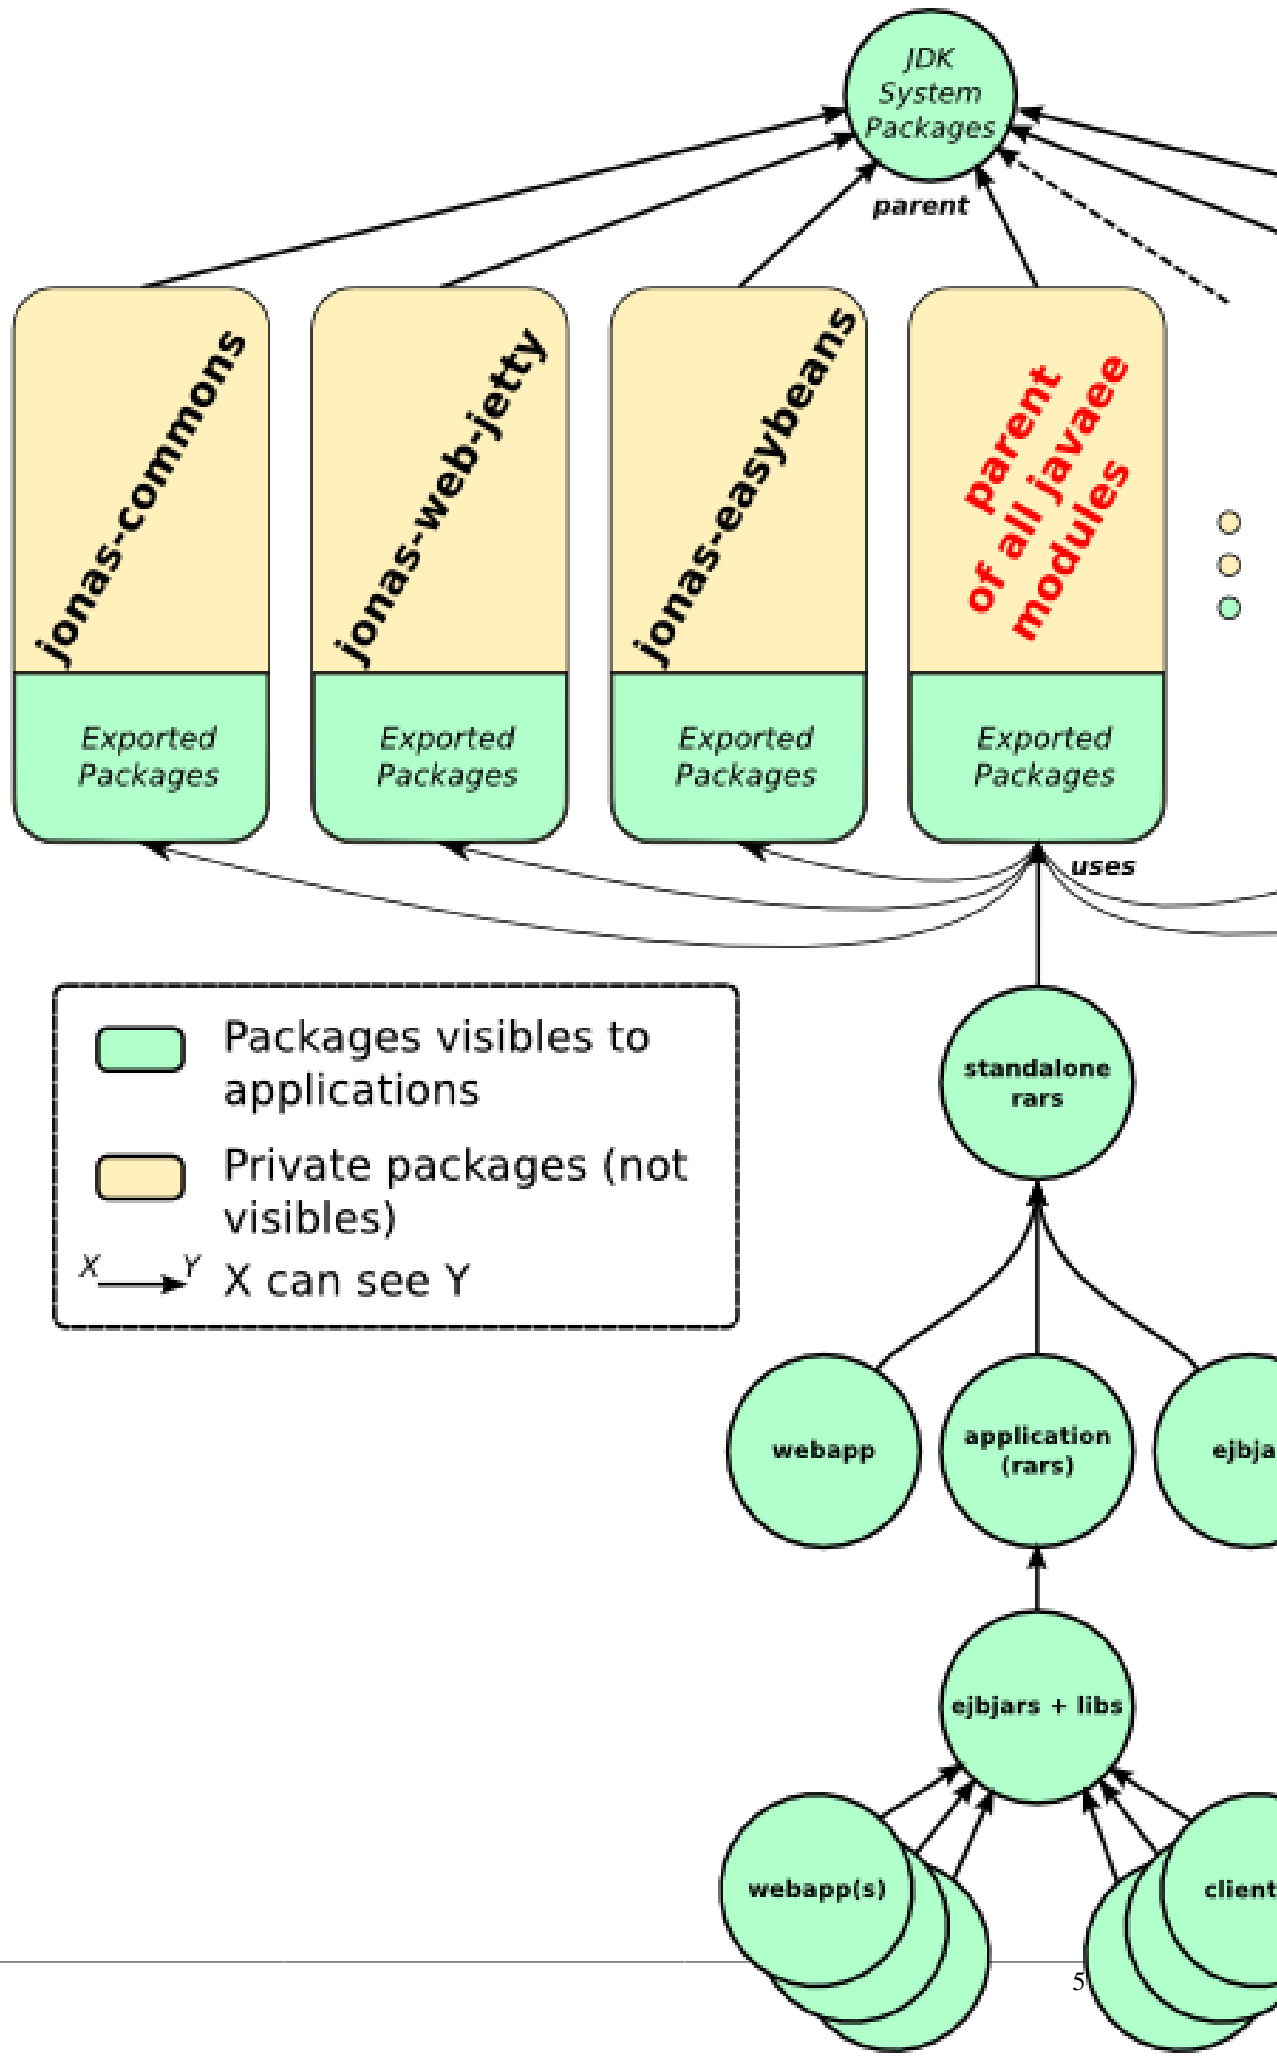 JDK
System
Packages
parent
jonas-commons
jonas-web-jetty
jonas-easybeans
parent
of all javaee
modules
Exported
Packages
Exported
Packages
Exported
Packages
Exported
Packages
uses
Packages visibles to
applications
Private packages (not
visibles)
X Y X can see Y
standalone
rars
webapp
application
(rars)
ejbja
ejbjars + libs
webapp(s)
client
5